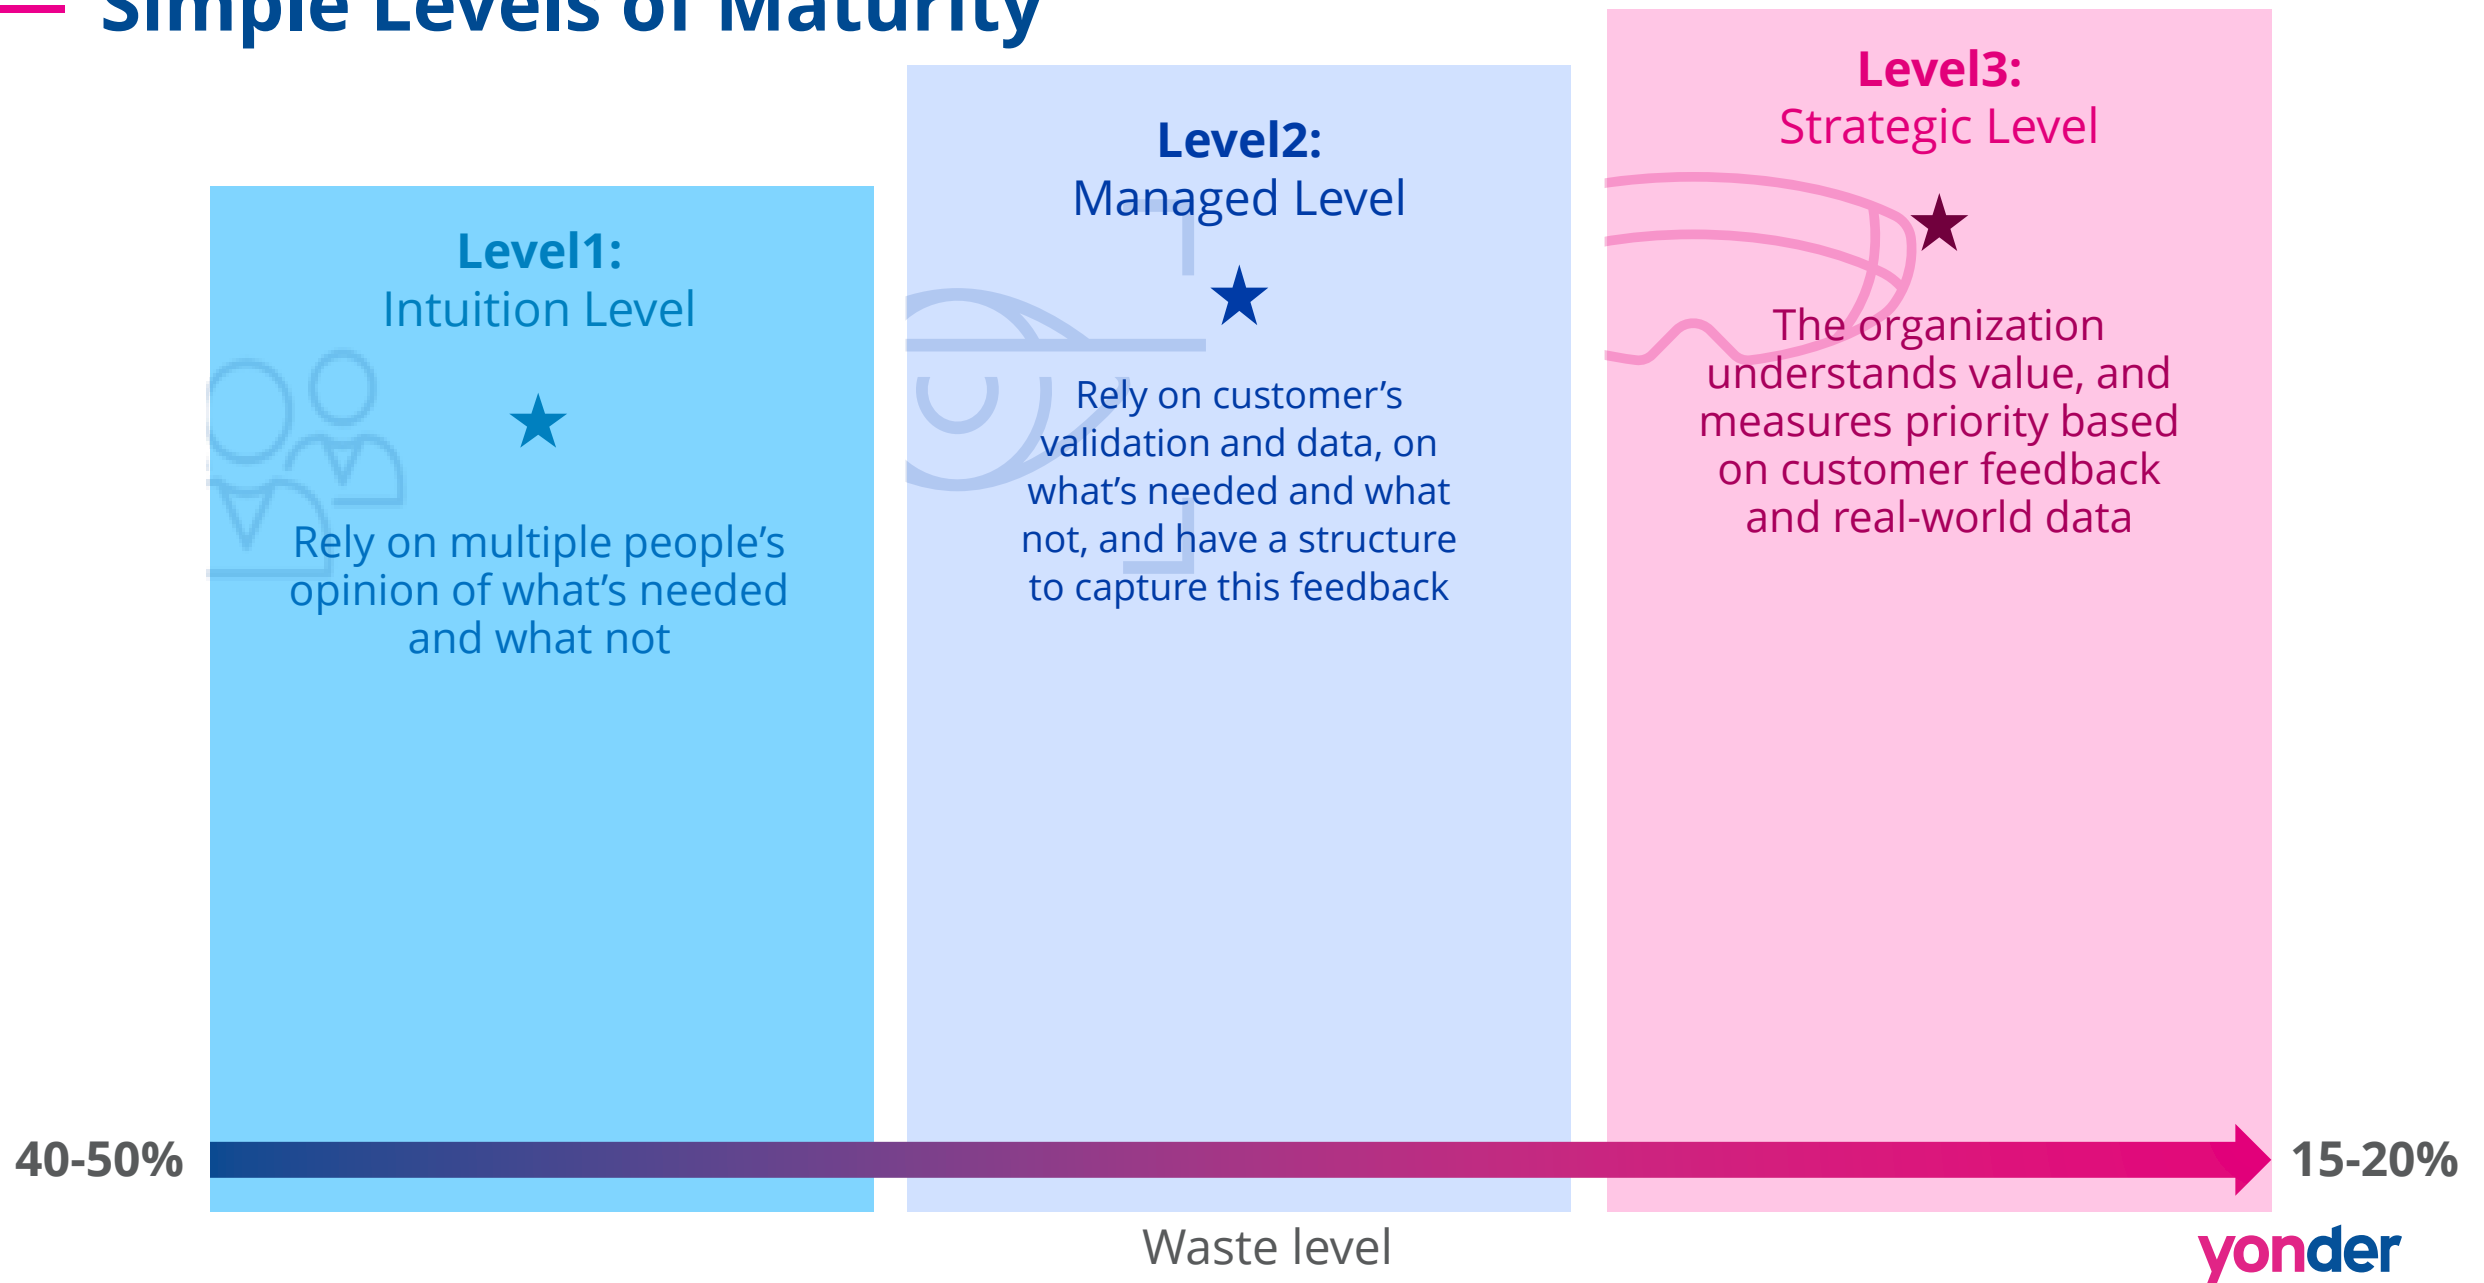 Simple Levels of Maturity
Level1:
Intuition Level
Rely on multiple people’s
opinion of what’s needed
and what not
Level2:
Managed Level
Rely on customer’s
validation and data, on
what’s needed and what
not, and have a structure
to capture this feedback
Level3:
Strategic Level
The organization
understands value, and
measures priority based
on customer feedback
and real-world data
40-50%
15-20%
Waste level
yonder